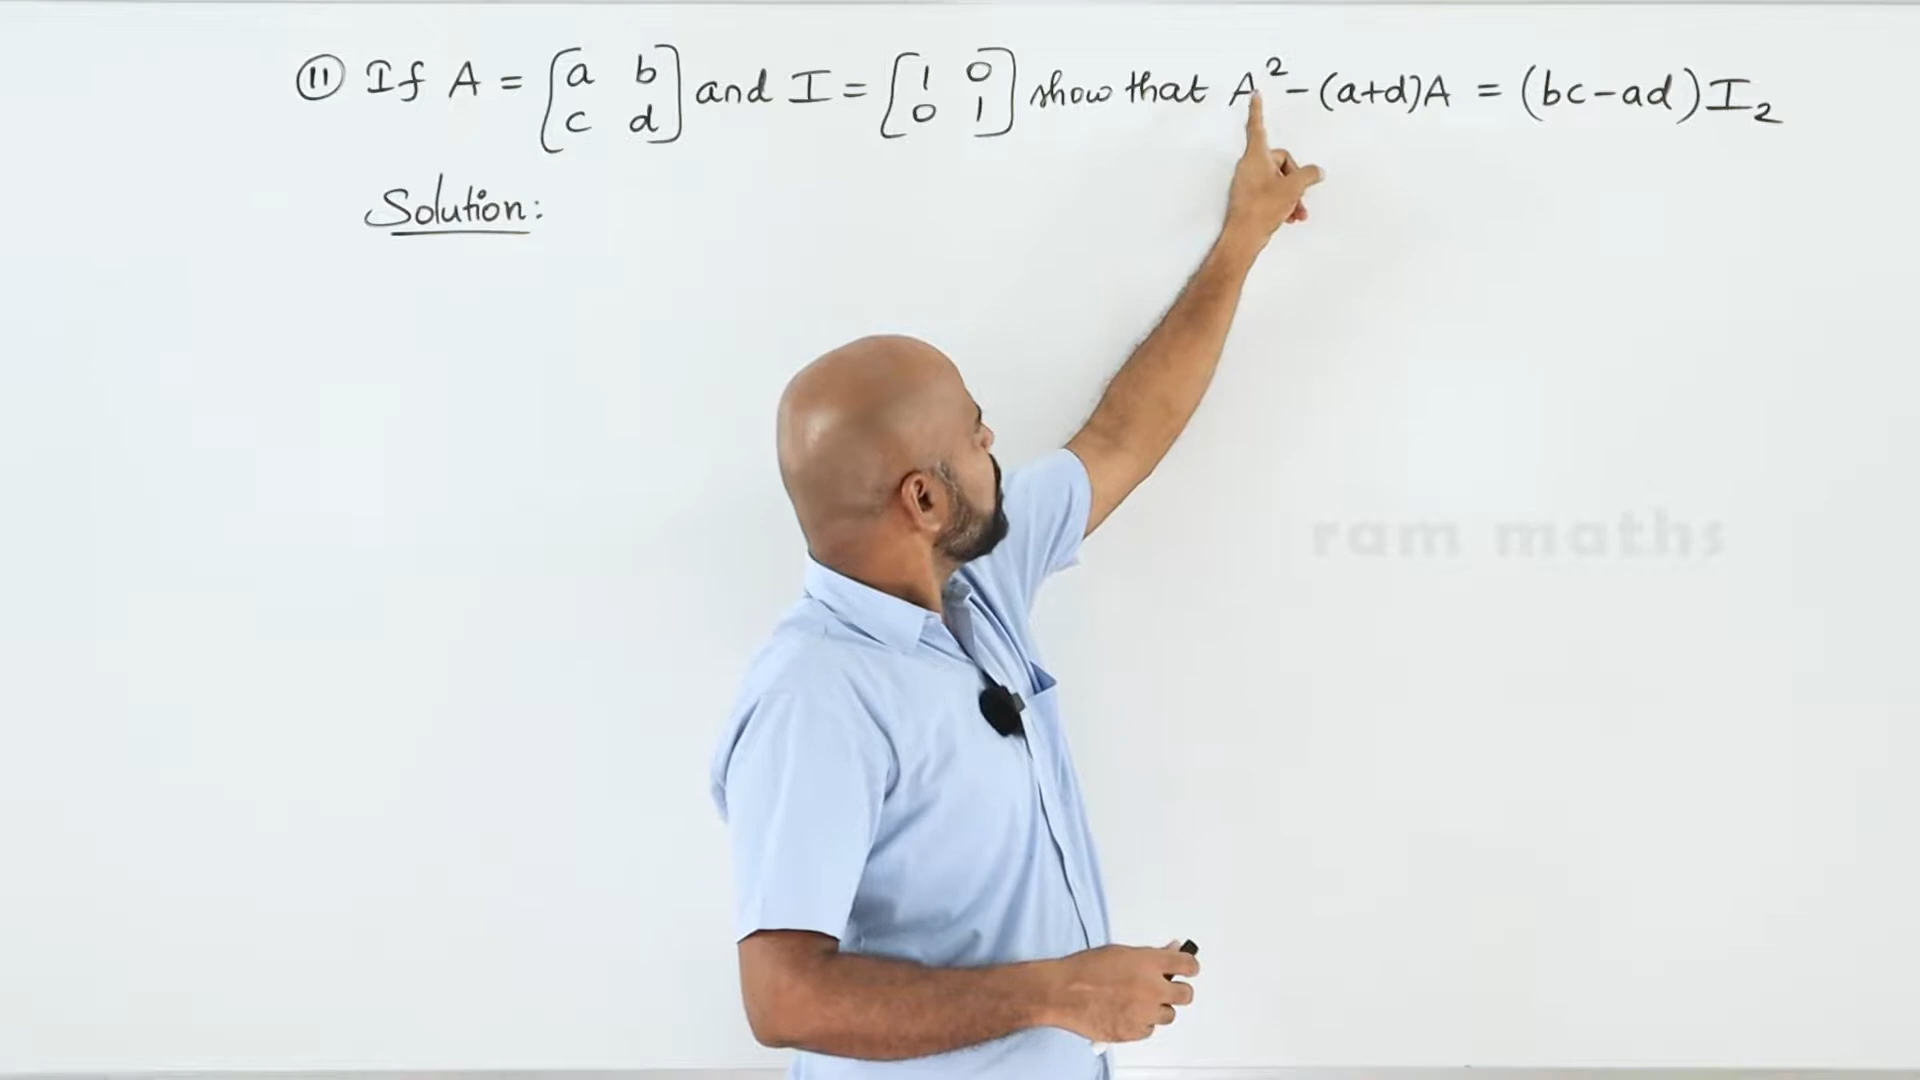 ⑪ If A = [a b c d] and I = [1 0 0 1] show that A² - (a+d)A = (bc-ad)I₂
Solution:
ram maths